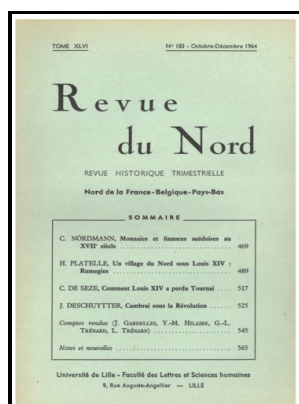 TOME XLVI
N° 183 - Octobre-Décembre 1964
Revue
du Nord
REVUE HISTORIQUE TRIMESTRIELLE
Nord de la France-Belgique-Pays-Bas
SOMMAIRE
C. NORDMANN, Monnaies et finances suédoises au
XVIIe siècle .......... 469
H. PLATELLE, Un village du Nord sous Louis XIV :
Rumegies .......... 489
C. DE SEZE, Comment Louis XIV a perdu Tournai .... 517
J. DESCHUYTTER, Cambrai sous la Révolution .... 525
Comptes rendus (J. GARDELLES, Y.-M. HILAIRE, G.-L.
TRÉNARD, L. TRÉNARD) .......... 545
Notes et nouvelles .......... 565
Université de Lille - Faculté des Lettres et Sciences humaines
9, Rue Auguste-Angellier — LILLE